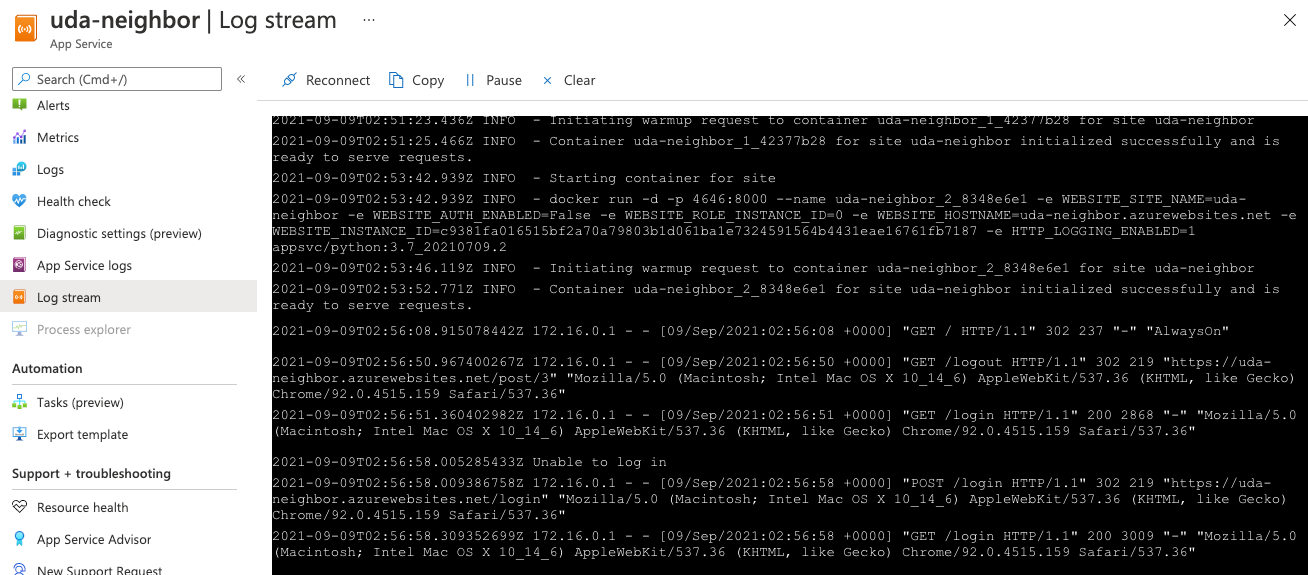 uda-neighbor | Log stream ...
App Service
Search (Cmd+/)
«
Alerts
Metrics
Logs
Health check
Diagnostic settings (preview)
App Service logs
Log stream
Process explorer
Automation
Tasks (preview)
Export template
Support + troubleshooting
Resource health
App Service Advisor
New Support Request
Reconnect Copy Pause Clear
2021-09-09T02:51:23.436Z INFO  - Initiating warmup request to container uda-neighbor_1_42377b28 for site uda-neighbor
2021-09-09T02:51:25.466Z INFO  - Container uda-neighbor_1_42377b28 for site uda-neighbor initialized successfully and is
ready to serve requests.
2021-09-09T02:53:42.939Z INFO  - Starting container for site
2021-09-09T02:53:42.939Z INFO  - docker run -d -p 4646:8000 --name uda-neighbor_2_8348e6e1 -e WEBSITE_SITE_NAME=uda-
neighbor -e WEBSITE_AUTH_ENABLED=False -e WEBSITE_ROLE_INSTANCE_ID=0 -e WEBSITE_HOSTNAME=uda-neighbor.azurewebsites.net -e
WEBSITE_INSTANCE_ID=c9381fa016515bf2a70a79803b1d061ba1e7324591564b4431eae16761fb7187 -e HTTP_LOGGING_ENABLED=1
appsvc/python:3.7_20210709.2
2021-09-09T02:53:46.119Z INFO  - Initiating warmup request to container uda-neighbor_2_8348e6e1 for site uda-neighbor
2021-09-09T02:53:52.771Z INFO  - Container uda-neighbor_2_8348e6e1 for site uda-neighbor initialized successfully and is
ready to serve requests.
2021-09-09T02:56:08.915078442Z 172.16.0.1 - - [09/Sep/2021:02:56:08 +0000] "GET / HTTP/1.1" 302 237 "-" "AlwaysOn"
2021-09-09T02:56:50.967400267Z 172.16.0.1 - - [09/Sep/2021:02:56:50 +0000] "GET /logout HTTP/1.1" 302 219 "https://uda-
neighbor.azurewebsites.net/post/3" "Mozilla/5.0 (Macintosh; Intel Mac OS X 10_14_6) AppleWebKit/537.36 (KHTML, like Gecko)
Chrome/92.0.4515.159 Safari/537.36"
2021-09-09T02:56:51.360402982Z 172.16.0.1 - - [09/Sep/2021:02:56:51 +0000] "GET /login HTTP/1.1" 200 2868 "-" "Mozilla/5.0
(Macintosh; Intel Mac OS X 10_14_6) AppleWebKit/537.36 (KHTML, like Gecko) Chrome/92.0.4515.159 Safari/537.36"
2021-09-09T02:56:58.005285433Z Unable to log in
2021-09-09T02:56:58.009386758Z 172.16.0.1 - - [09/Sep/2021:02:56:58 +0000] "POST /login HTTP/1.1" 302 219 "https://uda-
neighbor.azurewebsites.net/login" "Mozilla/5.0 (Macintosh; Intel Mac OS X 10_14_6) AppleWebKit/537.36 (KHTML, like Gecko)
Chrome/92.0.4515.159 Safari/537.36"
2021-09-09T02:56:58.309352699Z 172.16.0.1 - - [09/Sep/2021:02:56:58 +0000] "GET /login HTTP/1.1" 200 3009 "-" "Mozilla/5.0
(Macintosh; Intel Mac OS X 10_14_6) AppleWebKit/537.36 (KHTML, like Gecko) Chrome/92.0.4515.159 Safari/537.36"